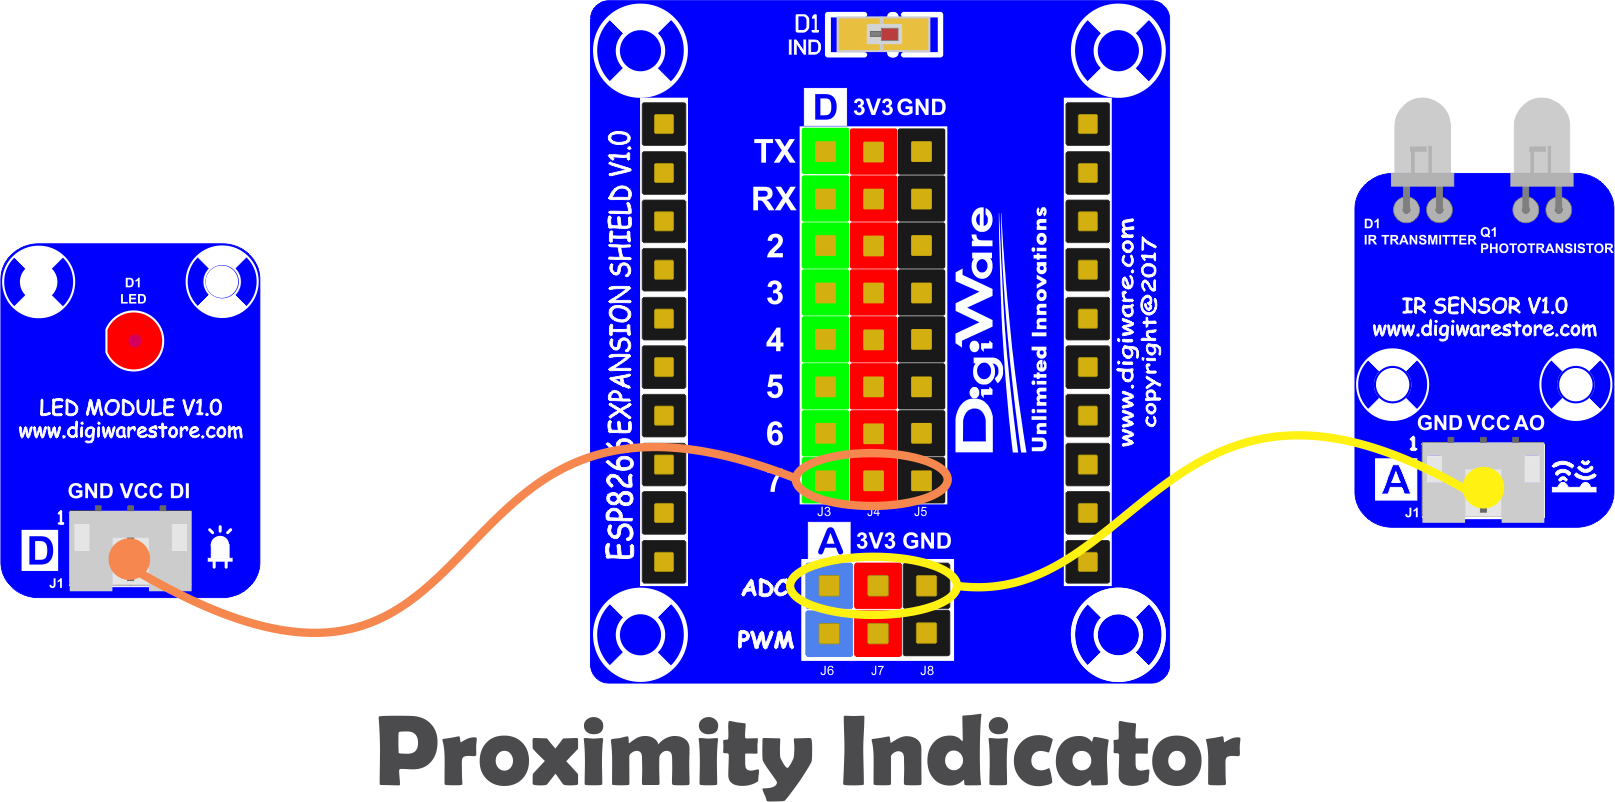 D1
LED
LED MODULE V1.0
www.digiwarestore.com
GND VCC DI
1
D
J1
D1
IND
D 3V3 GND
TX
RX
2
3
4
5
6
7
J3 J4 J5
A 3V3 GND
ADC
PWM
J6 J7 J8
ESP8266 EXPANSION SHIELD V1.0
DigiWare
Unlimited Innovations
www.digiware.com
copyright@2017
D1
IR TRANSMITTER
Q1
PHOTOTRANSISTOR
IR SENSOR V1.0
www.digiwarestore.com
GND VCC AO
1
A
J1
Proximity Indicator